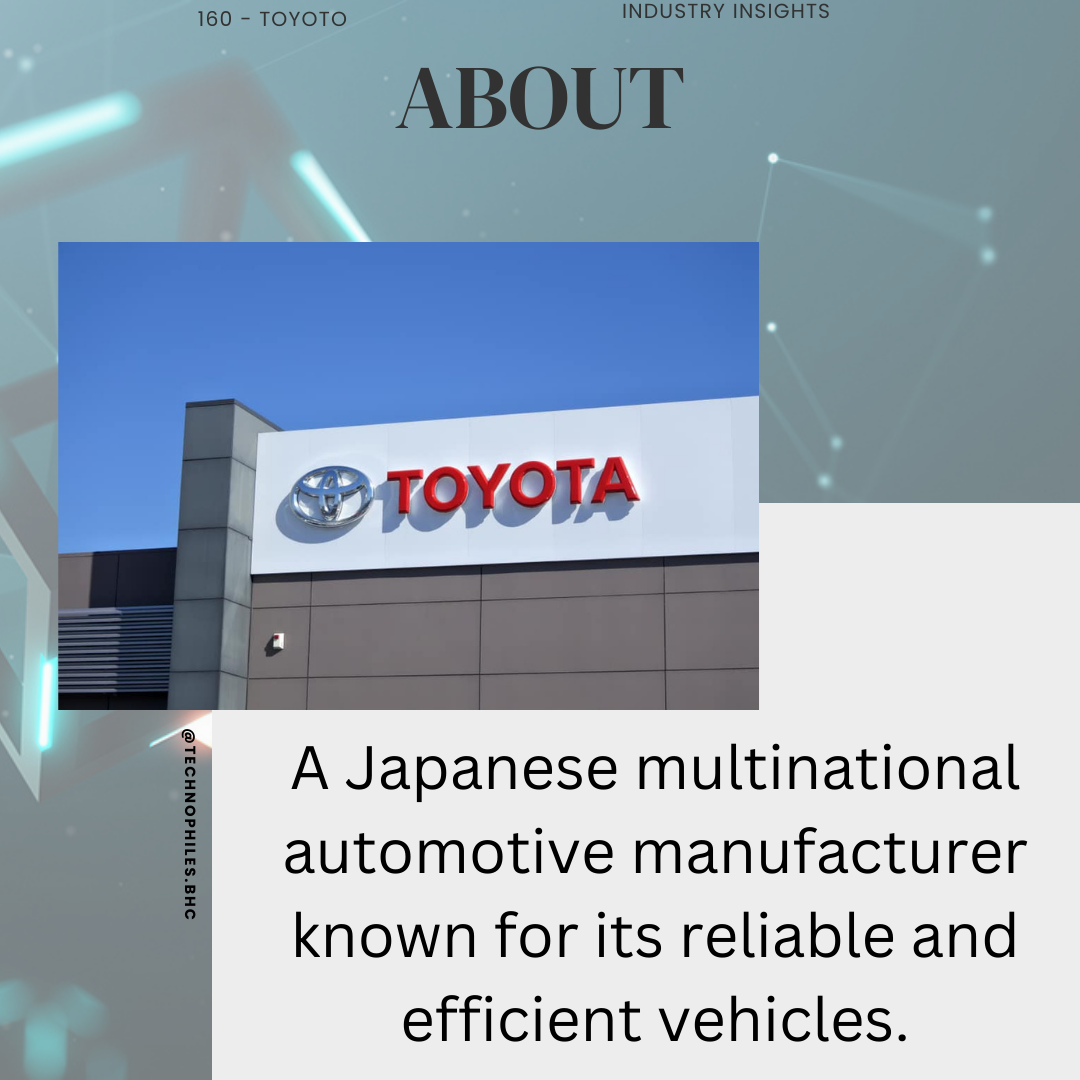 160 - TOYOTO
INDUSTRY INSIGHTS
ABOUT
TOYOTA
@TECHNOPHILES.BHC
A Japanese multinational
automotive manufacturer
known for its reliable and
efficient vehicles.